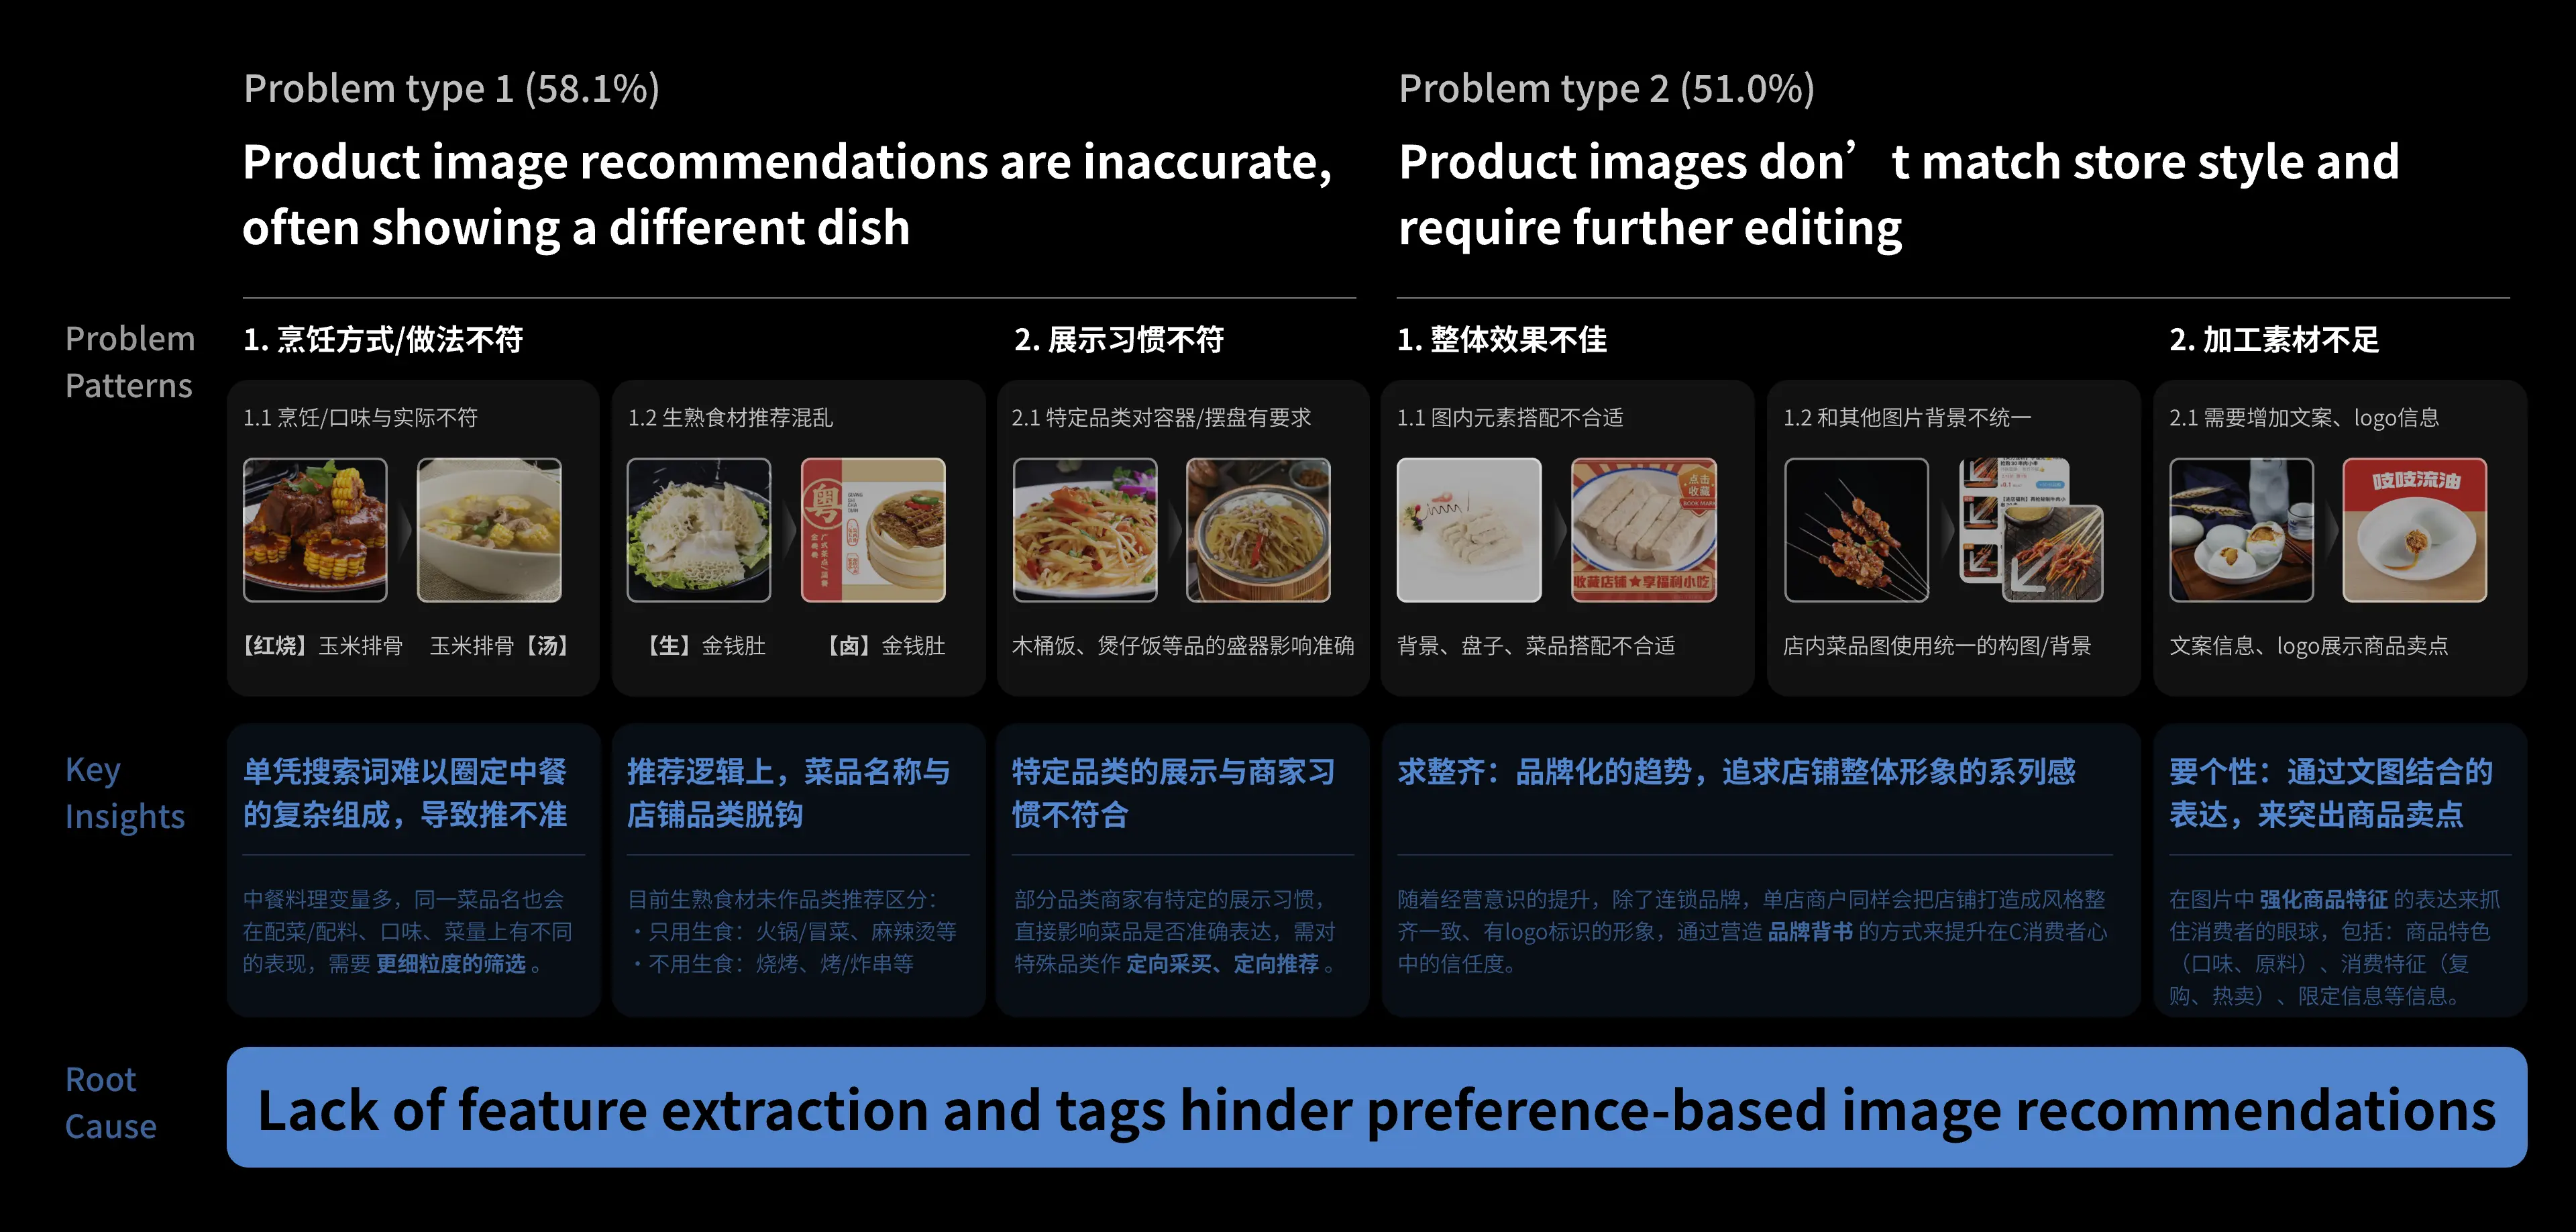 Problem type 1 (58.1%)
Product image recommendations are inaccurate,
often showing a different dish
Problem type 2 (51.0%)
Product images don’t match store style and
require further editing
Problem
Patterns
1. 烹饪方式/做法不符
2. 展示习惯不符
1. 整体效果不佳
2. 加工素材不足
1.1 烹饪/口味与实际不符
【红烧】玉米排骨
玉米排骨【汤】
1.2 生熟食材推荐混乱
粤
【生】金钱肚
【卤】金钱肚
2.1 特定品类对容器/摆盘有要求
木桶饭、煲仔饭等品的盛器影响准确
1.1 图内元素搭配不合适
点击
收藏
BOOK MARK
收藏店铺★享福利小吃
背景、盘子、菜品搭配不合适
1.2 和其他图片背景不统一
店内菜品图使用统一的构图/背景
2.1 需要增加文案、logo信息
吱吱流油
文案信息、logo展示商品卖点
Key
Insights
单凭搜索词难以圈定中餐
的复杂组成，导致推不准
中餐料理变量多，同一菜品名也会
在配菜/配料、口味、菜量上有不同
的表现，需要 更细粒度的筛选 。
推荐逻辑上，菜品名称与
店铺品类脱钩
目前生熟食材未作品类推荐区分：
・只用生食：火锅/冒菜、麻辣烫等
・不用生食：烧烤、烤/炸串等
特定品类的展示与商家习
惯不符合
部分品类商家有特定的展示习惯，
直接影响菜品是否准确表达，需对
特殊品类作 定向采买、定向推荐 。
求整齐：品牌化的趋势，追求店铺整体形象的系列感
随着经营意识的提升，除了连锁品牌，单店商户同样会把店铺打造成风格整
齐一致、有logo标识的形象，通过营造 品牌背书 的方式来提升在C消费者心
中的信任度。
要个性：通过文图结合的
表达，来突出商品卖点
在图片中 强化商品特征 的表达来抓
住消费者的眼球，包括：商品特色
（口味、原料）、消费特征（复
购、热卖）、限定信息等信息。
Root
Cause
Lack of feature extraction and tags hinder preference-based image recommendations